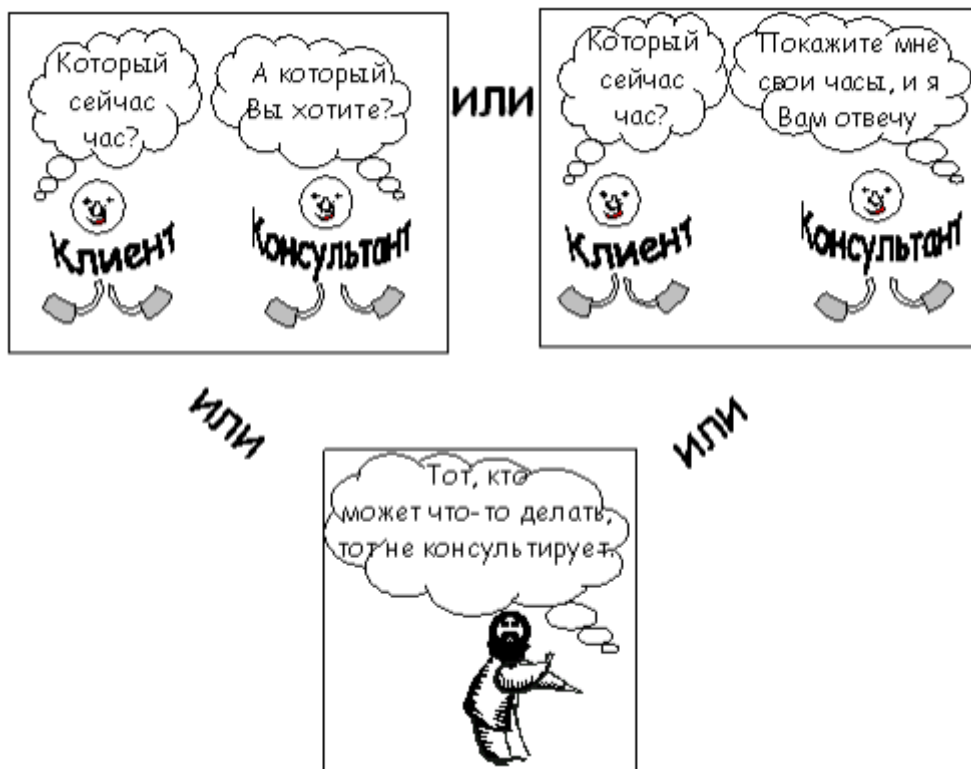 Который
сейчас
час?
А который
Вы хотите?
Клиент
Консультант
или
Который
сейчас
час?
Покажите мне
свои часы, и я
Вам отвечу
Клиент
Консультант
или
или
Тот, кто
может что-то делать,
тот не консультирует.